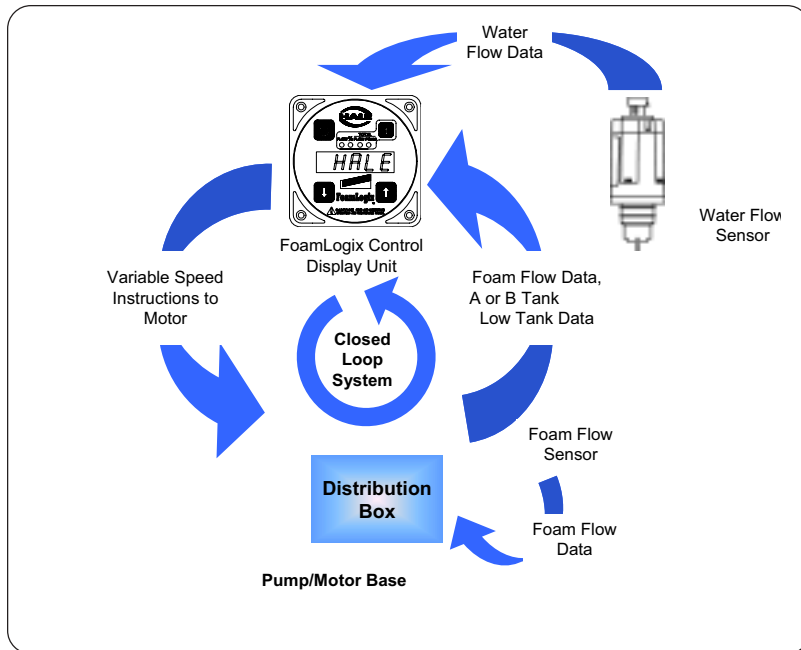 Water
Flow Data
HALE
HALE
FoamLogix
Water Flow
Sensor
FoamLogix Control
Display Unit
Variable Speed
Instructions to
Motor
Foam Flow Data,
A or B Tank
Low Tank Data
Closed
Loop
System
Foam Flow
Sensor
Distribution
Box
Foam Flow
Data
Pump/Motor Base